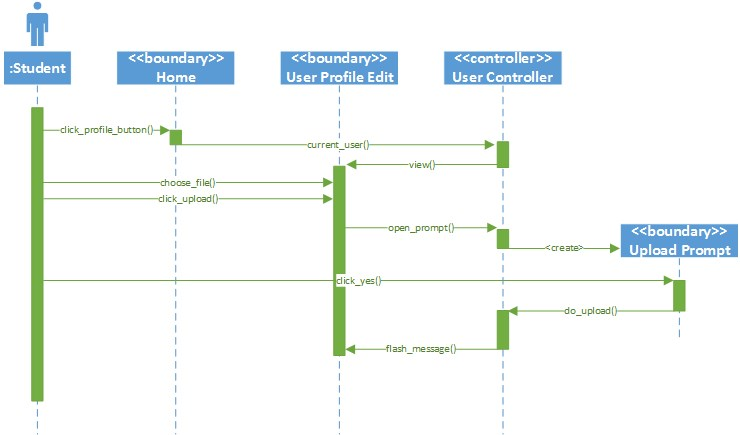 :Student
<<boundary>>
Home
<<boundary>>
User Profile Edit
<<controller>>
User Controller
click_profile_button()
current_user()
view()
choose_file()
click_upload()
open_prompt()
<<boundary>>
Upload Prompt
<create>
click_yes()
do_upload()
flash_message()